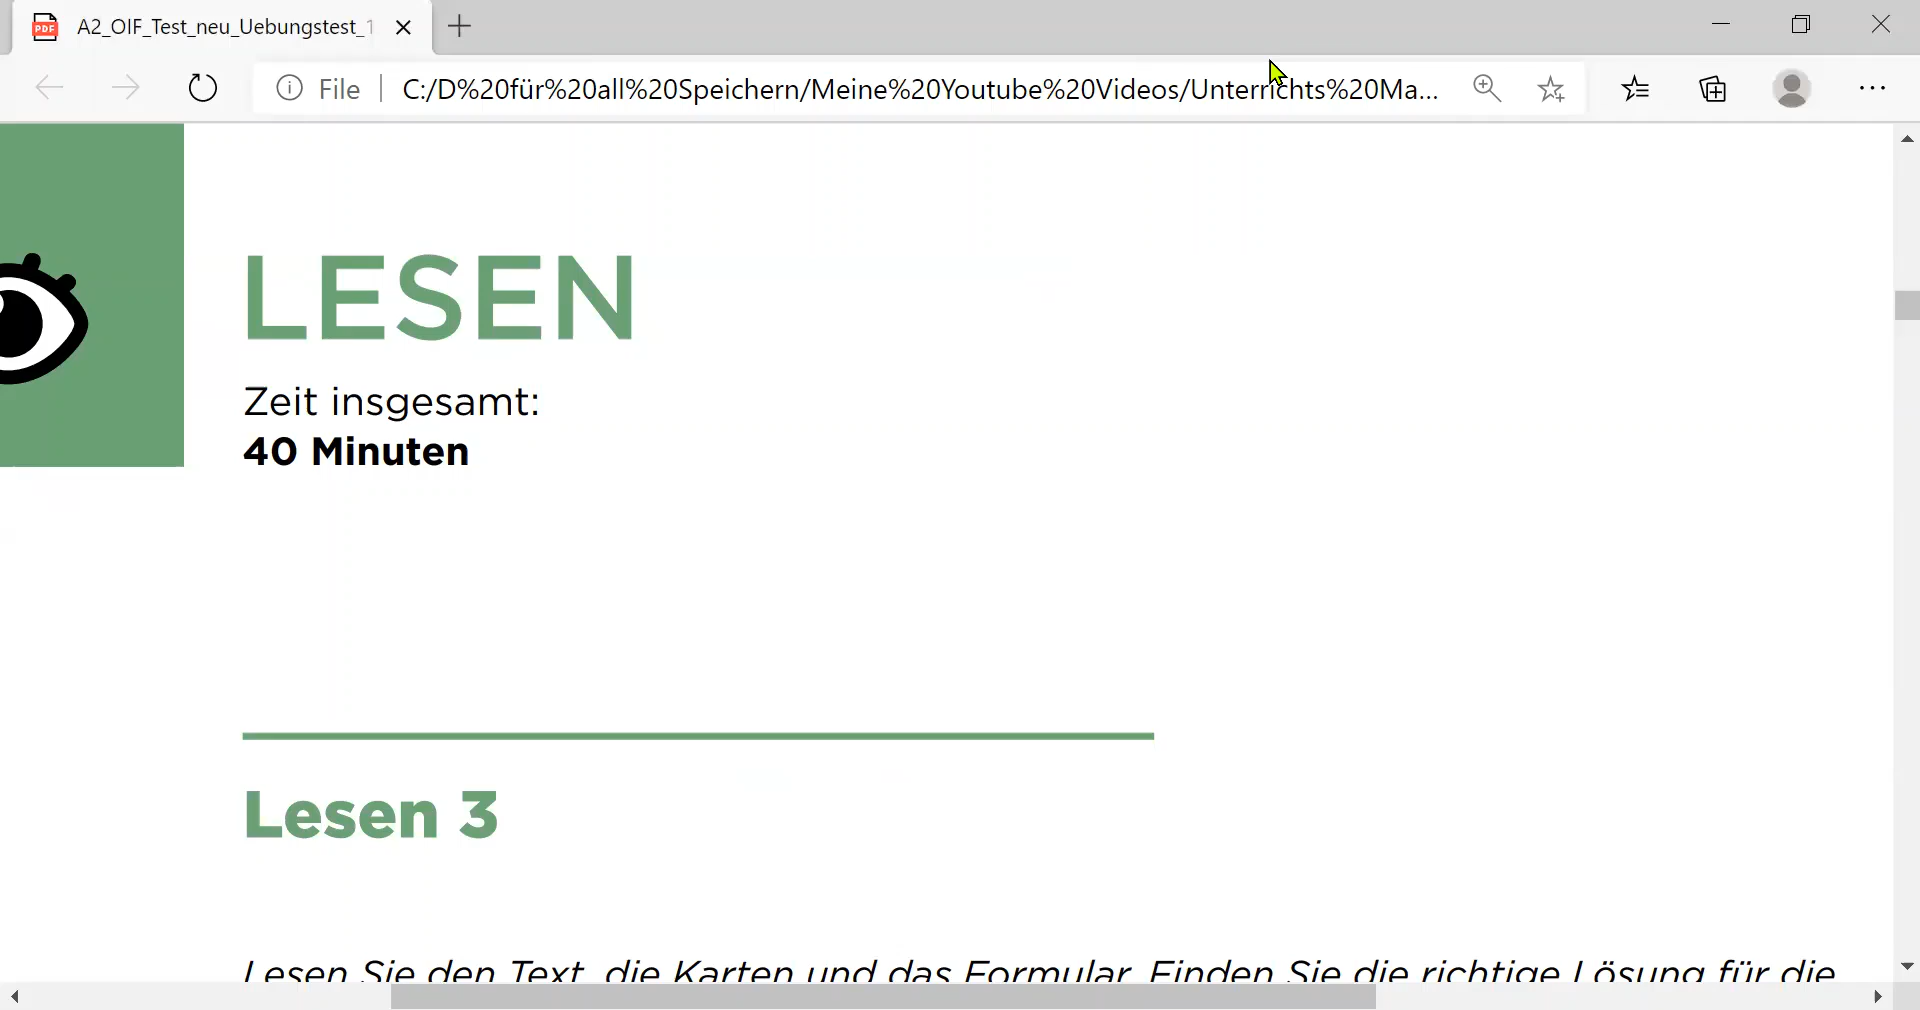 PDF
A2_OIF_Test_neu_Uebungstest_1
File
C:/D%20für%20all%20Speichern/Meine%20Youtube%20Videos/Unterrichts%20Ma...
LESEN
Zeit insgesamt:
40 Minuten
Lesen 3
Lesen Sie den Text, die Karten und das Formular. Finden Sie die richtige Lösung für die